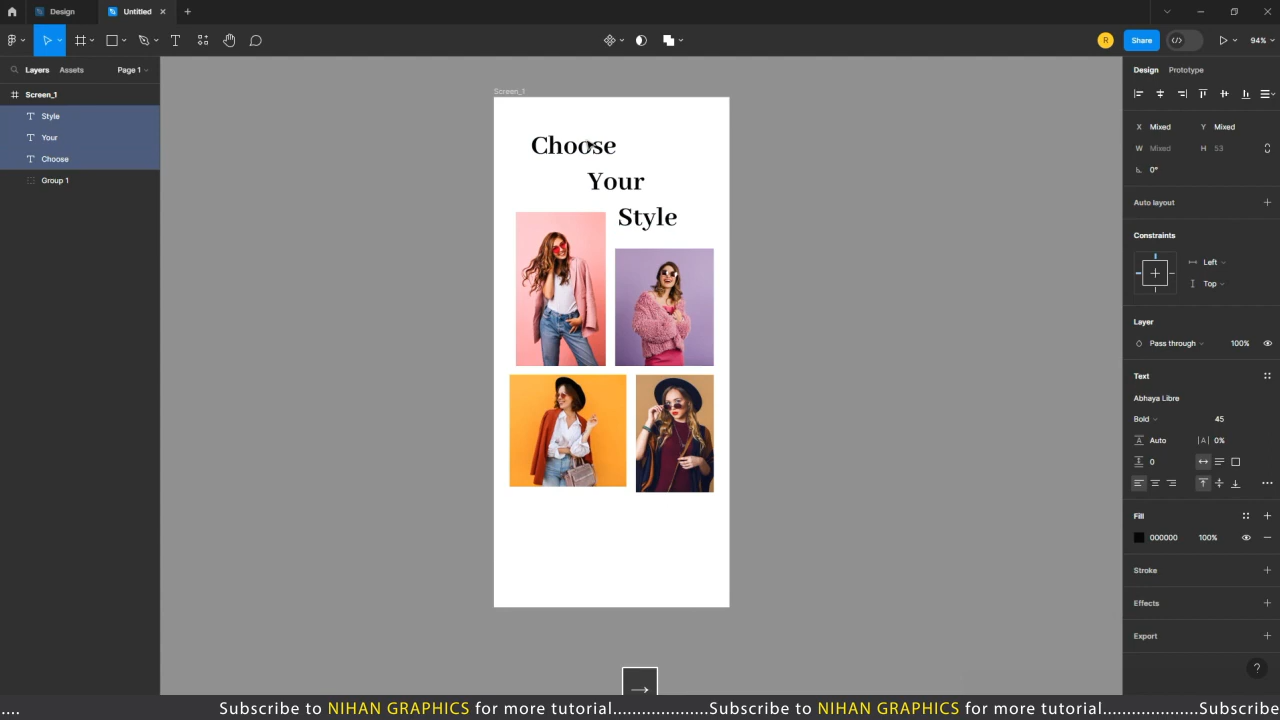 Design
Untitled
R
Share
94%
Layers
Assets
Page 1
Screen_1
Style
Your
Choose
Group 1
Screen_1
Choose
Your
Style
Design
Prototype
X Mixed
Y Mixed
W Mixed
H 53
0°
Auto layout
Constraints
Left
Top
Layer
Pass through
100%
Text
Abhaya Libre
Bold
45
A Auto
|A| 0%
0
Fill
000000
100%
Stroke
Effects
Export
?
.... Subscribe to NIHAN GRAPHICS for more tutorial......................Subscribe to NIHAN GRAPHICS for more tutorial......................Subscribe